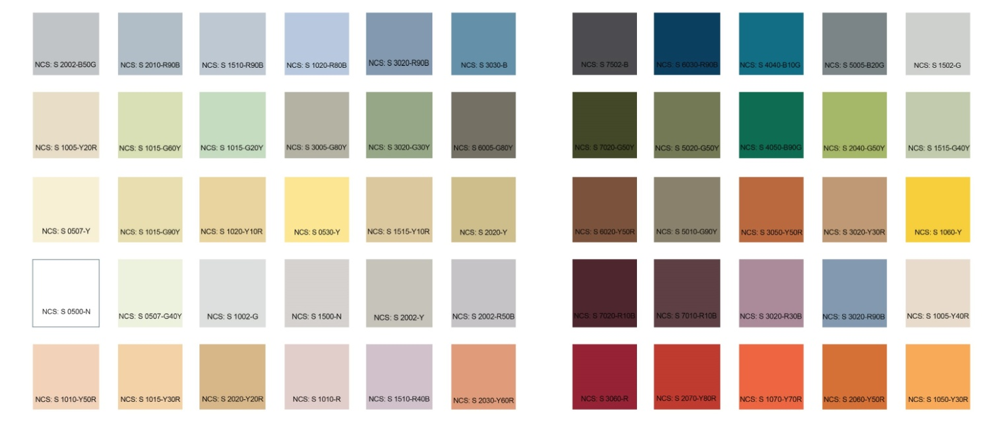 NCS: S 2002-B50G
NCS: S 2010-R90B
NCS: S 1510-R90B
NCS: S 1020-R80B
NCS: S 3020-R90B
NCS: S 3030-B
NCS: S 7502-B
NCS: S 6030-R90B
NCS: S 4040-B10G
NCS: S 5005-B20G
NCS: S 1502-G
NCS: S 1005-Y20R
NCS: S 1015-G60Y
NCS: S 1015-G20Y
NCS: S 3005-G80Y
NCS: S 3020-G30Y
NCS: S 6005-G80Y
NCS: S 7020-G50Y
NCS: S 5020-G50Y
NCS: S 4050-B90G
NCS: S 2040-G50Y
NCS: S 1515-G40Y
NCS: S 0507-Y
NCS: S 1015-G90Y
NCS: S 1020-Y10R
NCS: S 0530-Y
NCS: S 1515-Y10R
NCS: S 2020-Y
NCS: S 6020-Y50R
NCS: S 5010-G90Y
NCS: S 3050-Y50R
NCS: S 3020-Y30R
NCS: S 1060-Y
NCS: S 0500-N
NCS: S 0507-G40Y
NCS: S 1002-G
NCS: S 1500-N
NCS: S 2002-Y
NCS: S 2002-R50B
NCS: S 7020-R10B
NCS: S 7010-R10B
NCS: S 3020-R30B
NCS: S 3020-R90B
NCS: S 1005-Y40R
NCS: S 1010-Y50R
NCS: S 1015-Y30R
NCS: S 2020-Y20R
NCS: S 1010-R
NCS: S 1510-R40B
NCS: S 2030-Y60R
NCS: S 3060-R
NCS: S 2070-Y80R
NCS: S 1070-Y70R
NCS: S 2060-Y50R
NCS: S 1050-Y30R